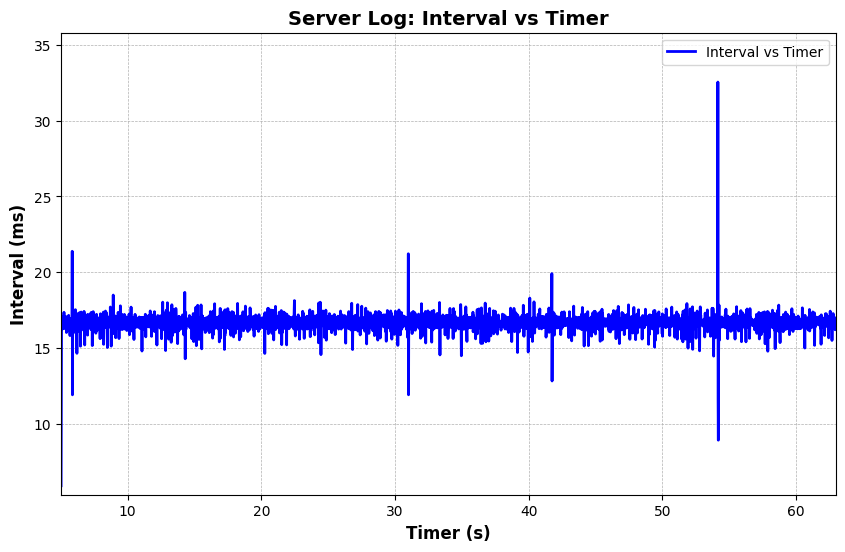 Server Log: Interval vs Timer
Interval vs Timer
35
30
25
20
15
10
Interval (ms)
10 20 30 40 50 60
Timer (s)